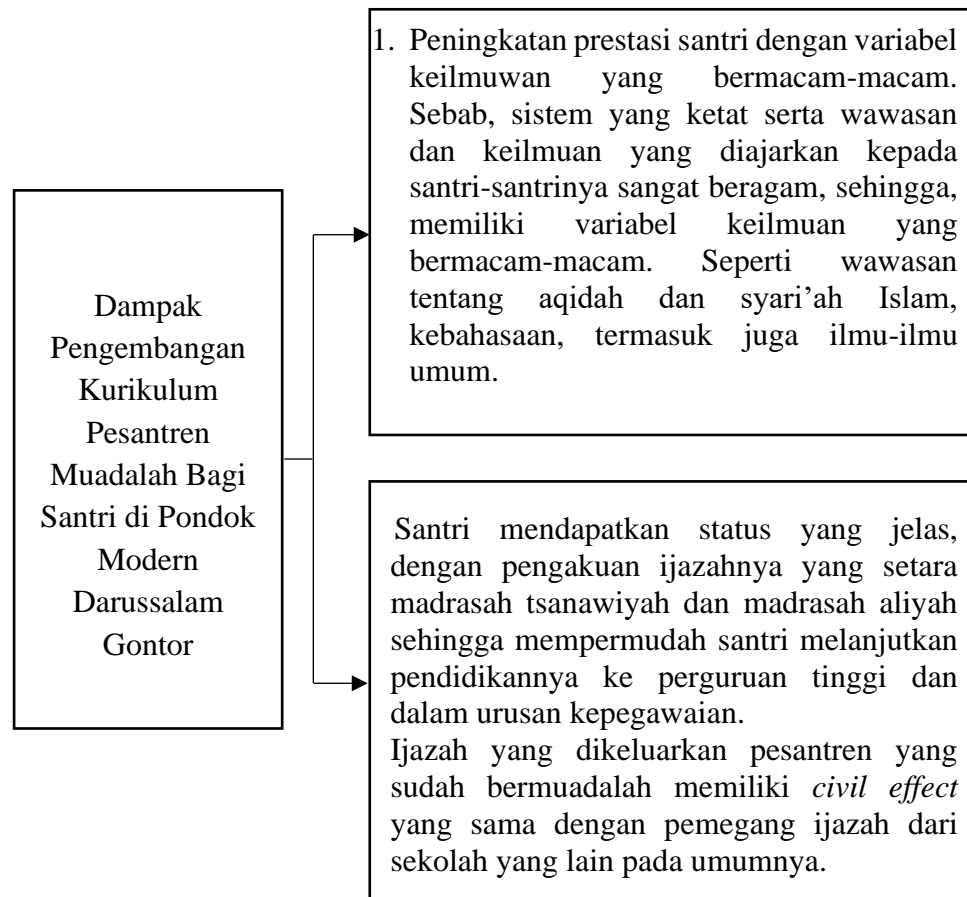 Dampak
Pengembangan
Kurikulum
Pesantren
Muadalah Bagi
Santri di Pondok
Modern
Darussalam
Gontor
1. Peningkatan prestasi santri dengan variabel
keilmuwan yang bermacam-macam.
Sebab, sistem yang ketat serta wawasan
dan keilmuan yang diajarkan kepada
santri-santrinya sangat beragam, sehingga,
memiliki variabel keilmuan yang
bermacam-macam. Seperti wawasan
tentang aqidah dan syari’ah Islam,
kebahasaan, termasuk juga ilmu-ilmu
umum.
Santri mendapatkan status yang jelas,
dengan pengakuan ijazahnya yang setara
madrasah tsanawiyah dan madrasah aliyah
sehingga mempermudah santri melanjutkan
pendidikannya ke perguruan tinggi dan
dalam urusan kepegawaian.
Ijazah yang dikeluarkan pesantren yang
sudah bermuadalah memiliki civil effect
yang sama dengan pemegang ijazah dari
sekolah yang lain pada umumnya.